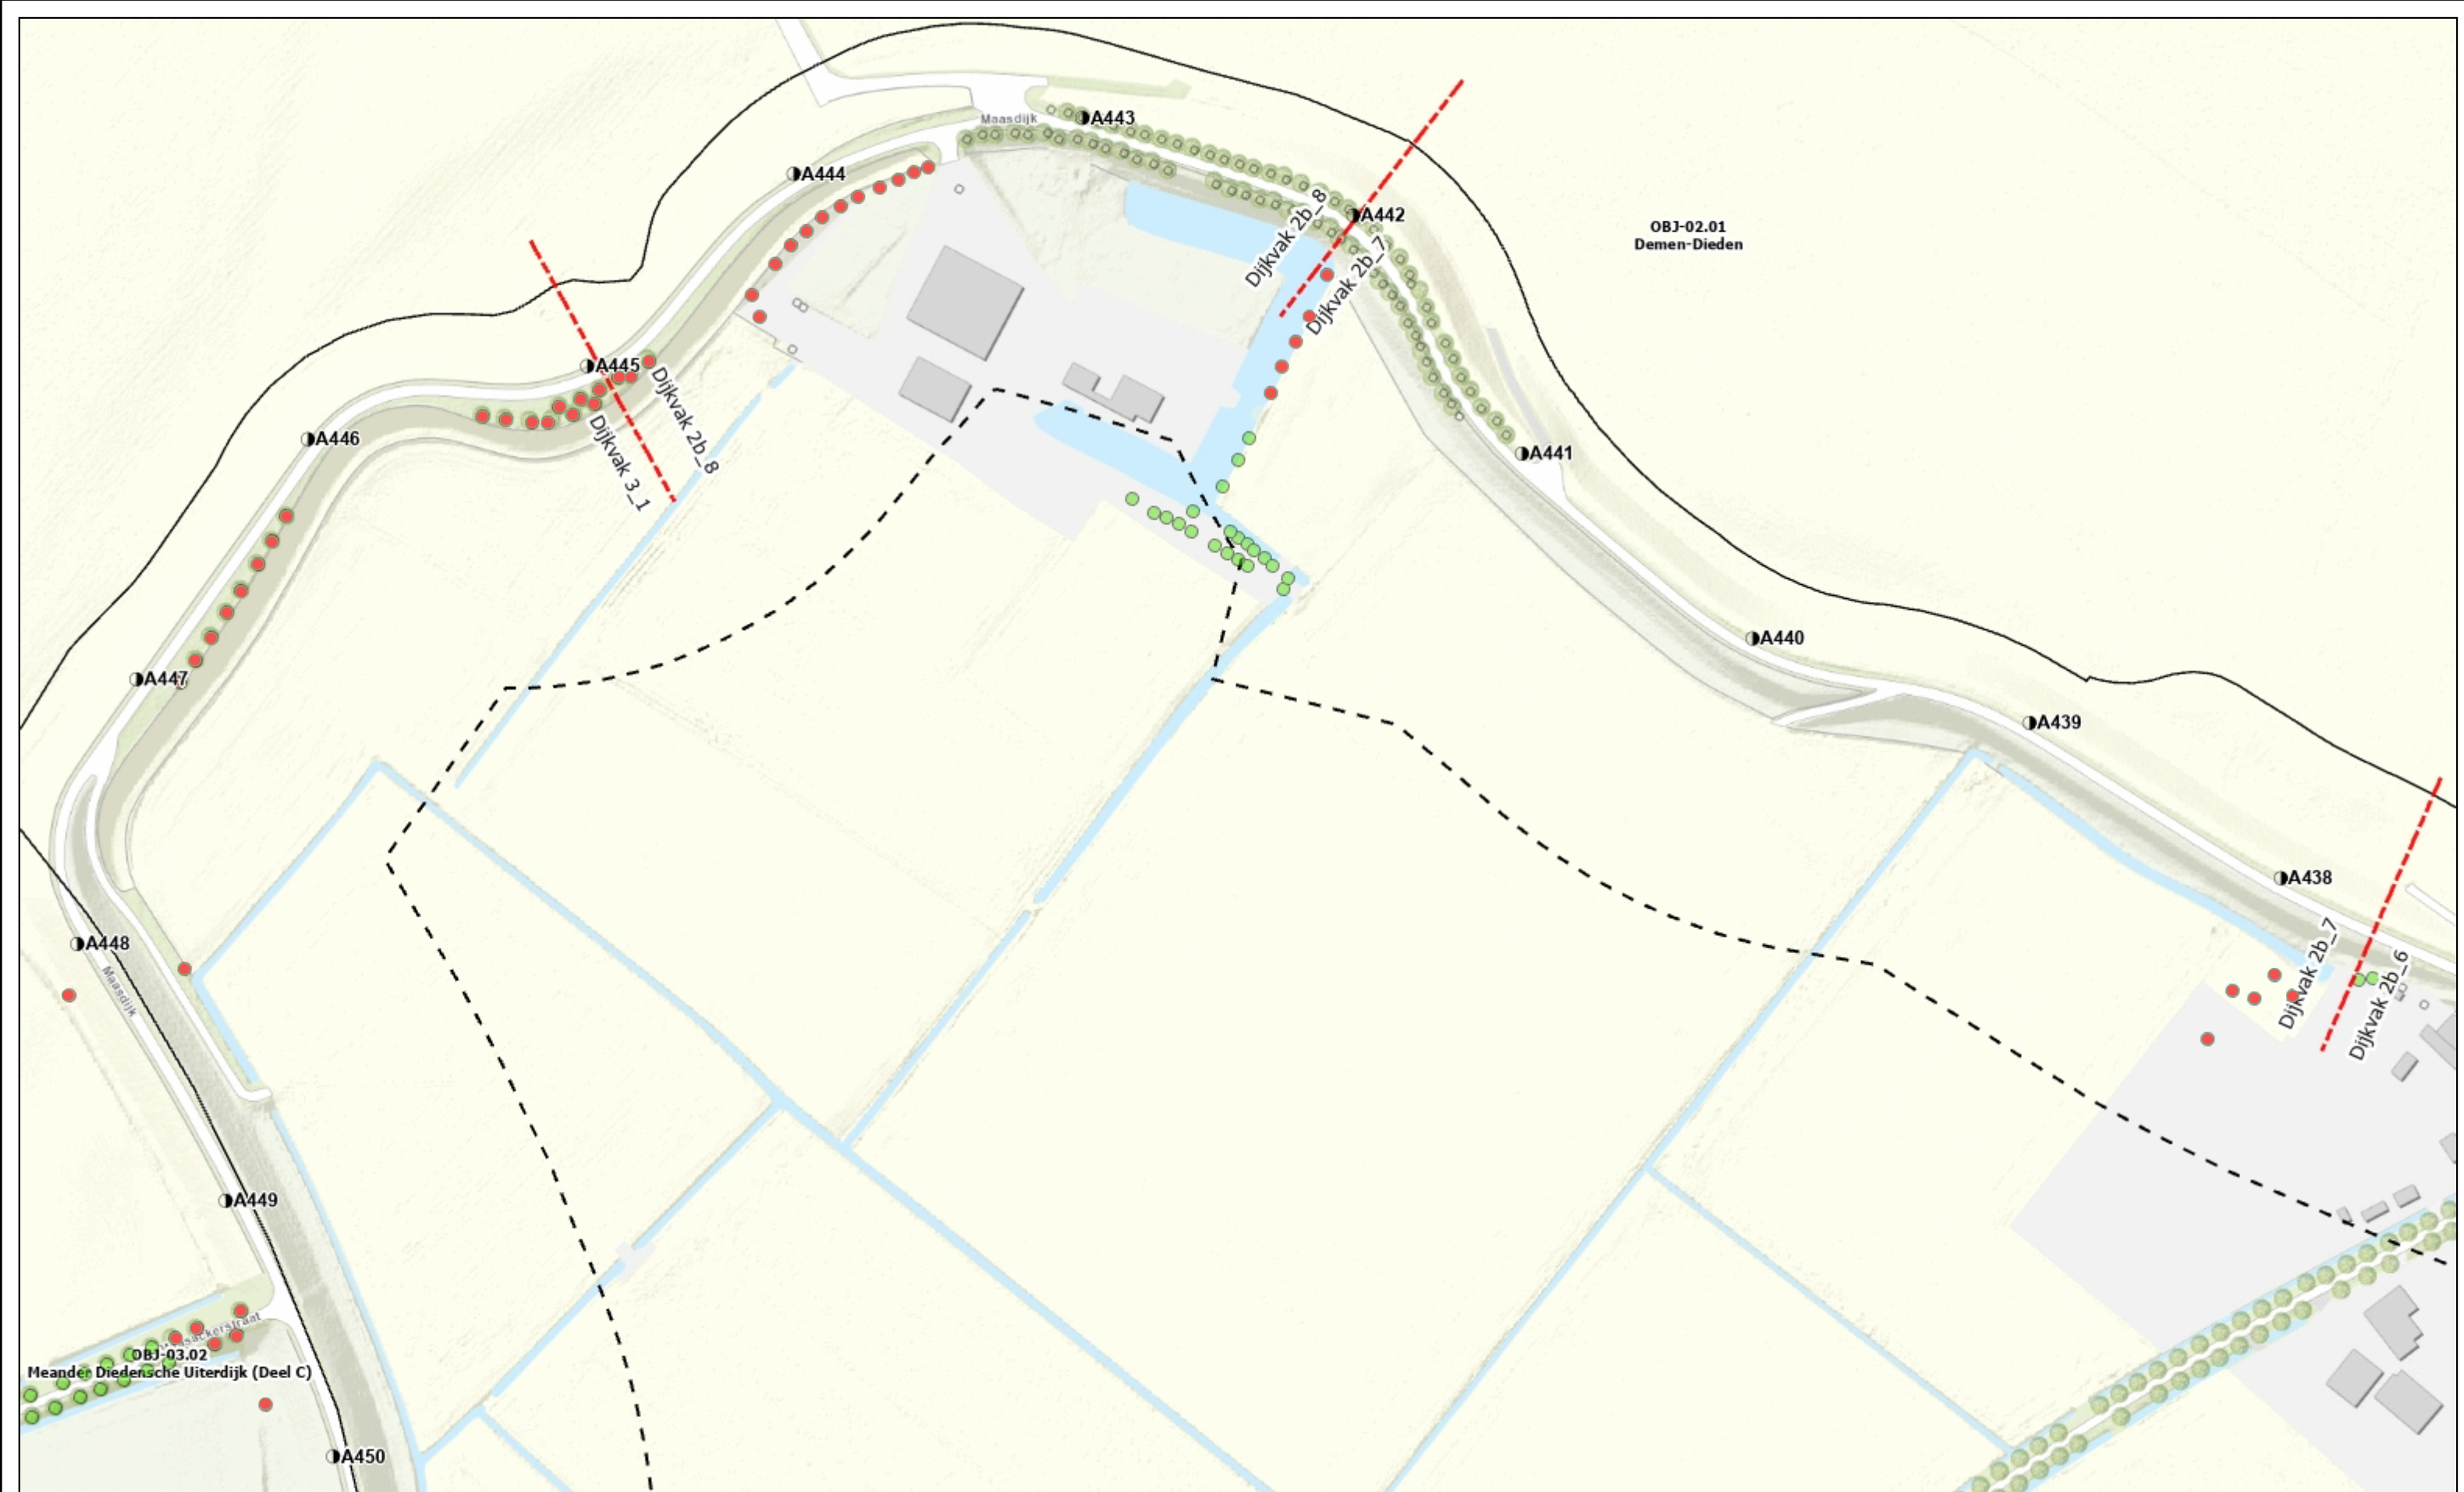 A443
Maasdijk
A444
A442
Dijkvak 2b_8
Dijkvak 2b_7
OBJ-02.01
Demen-Dieden
A445
Dijkvak 2b_8
Dijkvak 3_1
A446
A441
A440
A447
A439
A438
Dijkvak 2b_7
Dijkvak 2b_6
A448
Maasdijk
A449
OBJ-03.02
Meander Diedensche Uiterdijk (Deel C)
A450